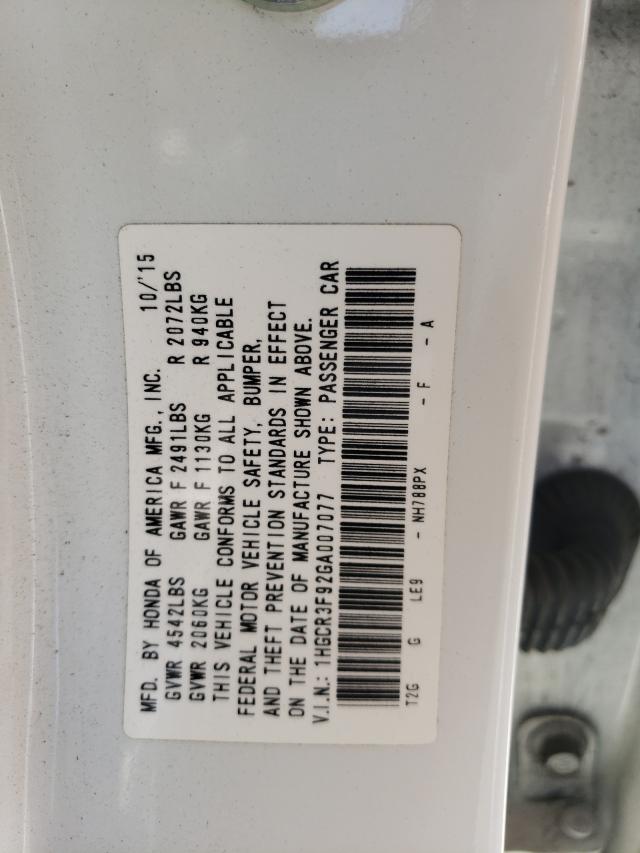 MFD. BY HONDA OF AMERICA MFG., INC. 10/'15
GVWR 4542LBS GAWR F 2491LBS R 2072LBS
GVWR 2060KG GAWR F 1130KG R 940KG
THIS VEHICLE CONFORMS TO ALL APPLICABLE
FEDERAL MOTOR VEHICLE SAFETY, BUMPER,
AND THEFT PREVENTION STANDARDS IN EFFECT
ON THE DATE OF MANUFACTURE SHOWN ABOVE.
V.I.N.: 1HGCR3F92GA007077 TYPE: PASSENGER CAR
T2G G LE9 - NH788PX - F - A